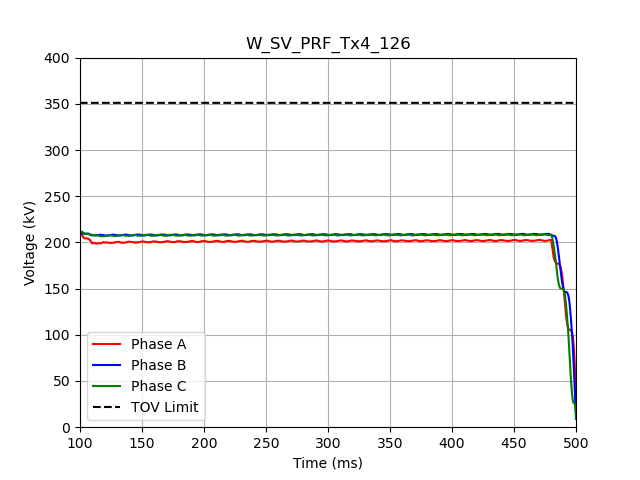 W_SV_PRF_Tx4_126
400
350
300
250
200
150
100
50
0
Voltage (kV)
Phase A
Phase B
Phase C
TOV Limit
100 150 200 250 300 350 400 450 500
Time (ms)